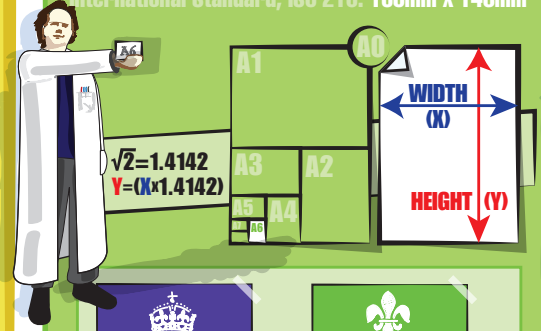 International Standard, ISO 216: 105mm x 148mm
A6
A0
A1
WIDTH
(X)
√2=1.4142
Y=(Xx1.4142)
A3
A2
A5
A4
A6
HEIGHT (Y)